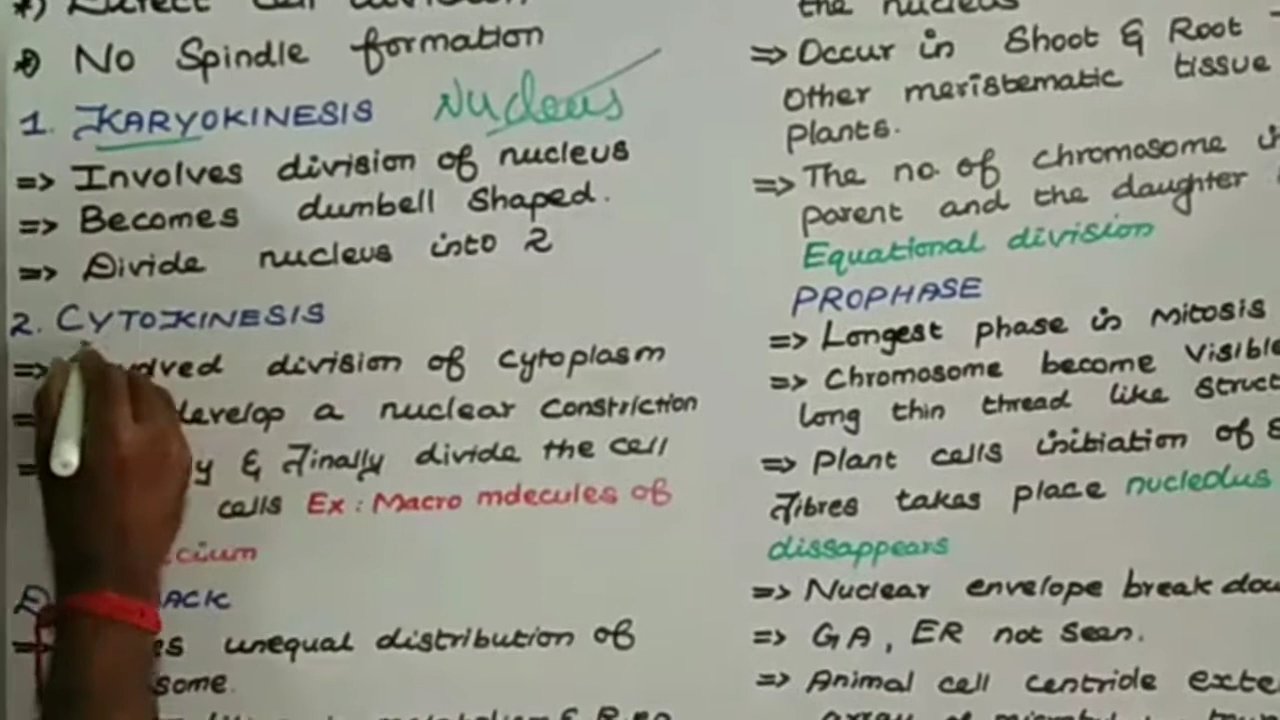 Direct cell division
No Spindle formation
1. KARYOKINESIS Nucleus
=> Involves division of nucleus
=> Becomes dumbell Shaped.
=> Divide nucleus into 2
2. CYTOKINESIS
=> division of cytoplasm
develop a nuclear constriction
& finally divide the cell
cells Ex: Macro mdecules of
=> unequal distribution of
the nucleus
=> Occur in Shoot & Root
Other meristematic tissue
plants.
=> The no. of chromosome
parent and the daughter
Equational division
PROPHASE
=> Longest phase in Mitosis
=> Chromosome become Visible
long thin thread like
=> Plant cells initiation of
fibres takes place nucleolus
dissappears
=> Nuclear envelope break
=> GA, ER not seen.
=> Animal cell centriole